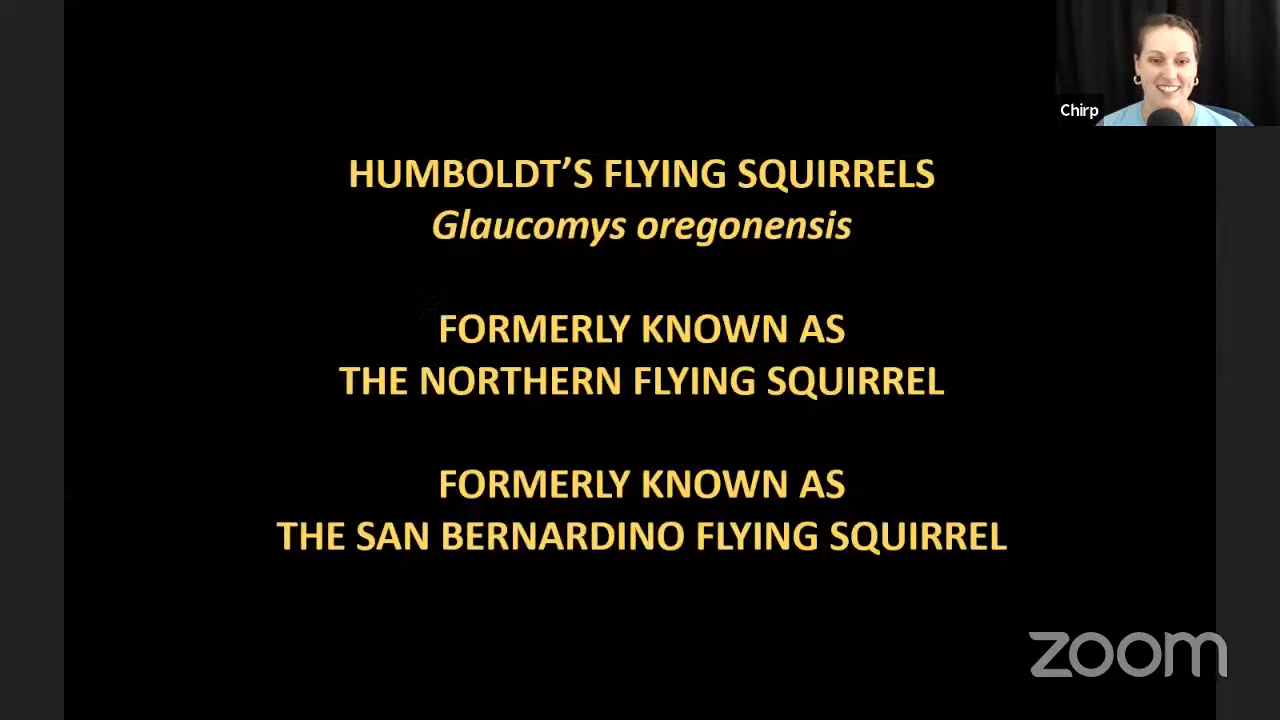 Chirp
HUMBOLDT’S FLYING SQUIRRELS
Glaucomys oregonensis
FORMERLY KNOWN AS
THE NORTHERN FLYING SQUIRREL
FORMERLY KNOWN AS
THE SAN BERNARDINO FLYING SQUIRREL
zoom